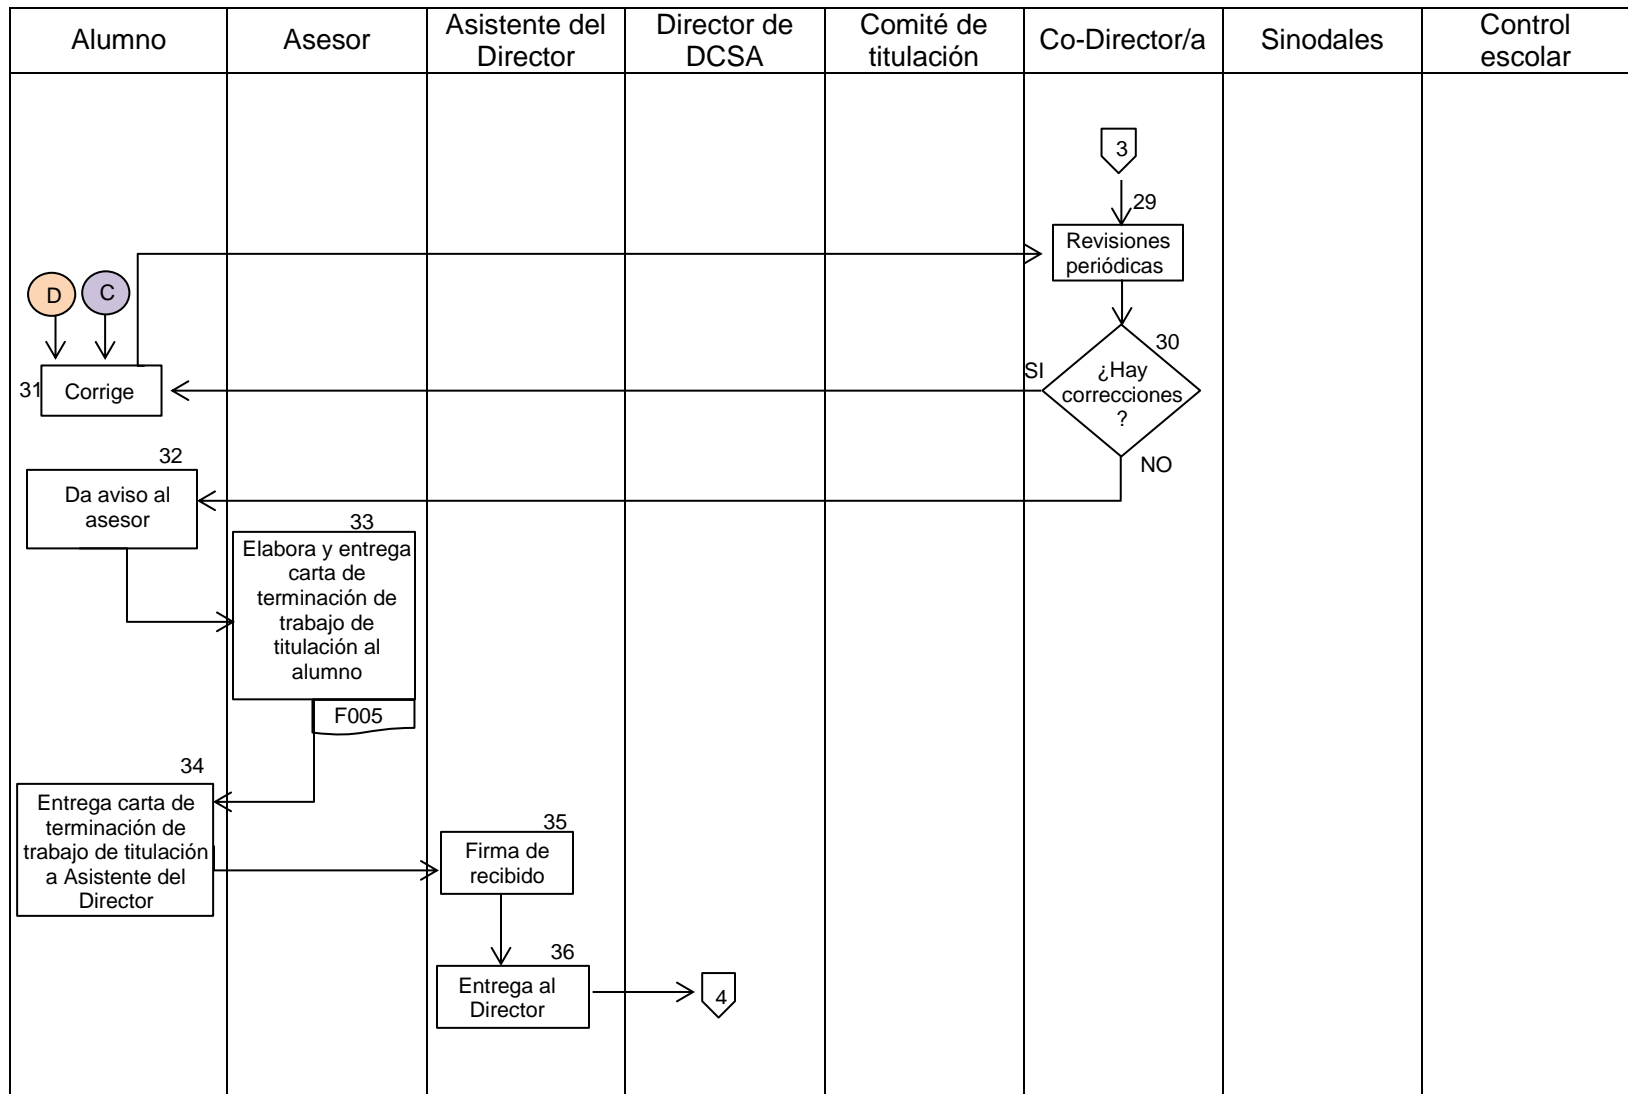 Alumno
Asesor
Asistente del
Director
Director de
DCSA
Comité de
titulación
Co-Director/a
Sinodales
Control
escolar
3
29
Revisiones
periódicas
D
C
30
SI
¿Hay
correcciones
?
31
Corrige
NO
32
Da aviso al
asesor
33
Elabora y entrega
carta de
terminación de
trabajo de
titulación al
alumno
F005
34
Entrega carta de
terminación de
trabajo de titulación
a Asistente del
Director
35
Firma de
recibido
36
Entrega al
Director
4